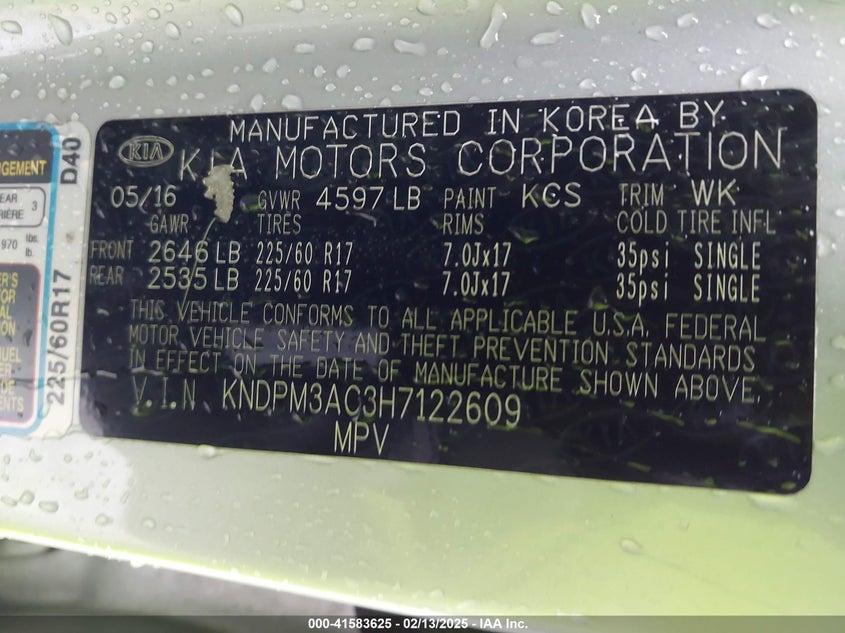 MANUFACTURED IN KOREA BY
KIA
KIA MOTORS CORPORATION
05/16 GVWR 4597 LB PAINT KCS TRIM WK
GAWR TIRES RIMS COLD TIRE INFL
FRONT 2646 LB 225/60 R17 7.0Jx17 35psi SINGLE
REAR 2535 LB 225/60 R17 7.0Jx17 35psi SINGLE
THIS VEHICLE CONFORMS TO ALL APPLICABLE U.S.A. FEDERAL
MOTOR VEHICLE SAFETY AND THEFT PREVENTION STANDARDS
IN EFFECT ON THE DATE OF MANUFACTURE SHOWN ABOVE.
V.I.N KNDPM3AC3H7122609
MPV
D40
225/60R17
3
970 lbs.
lb.
000-41583625 - 02/13/2025 - IAA Inc.